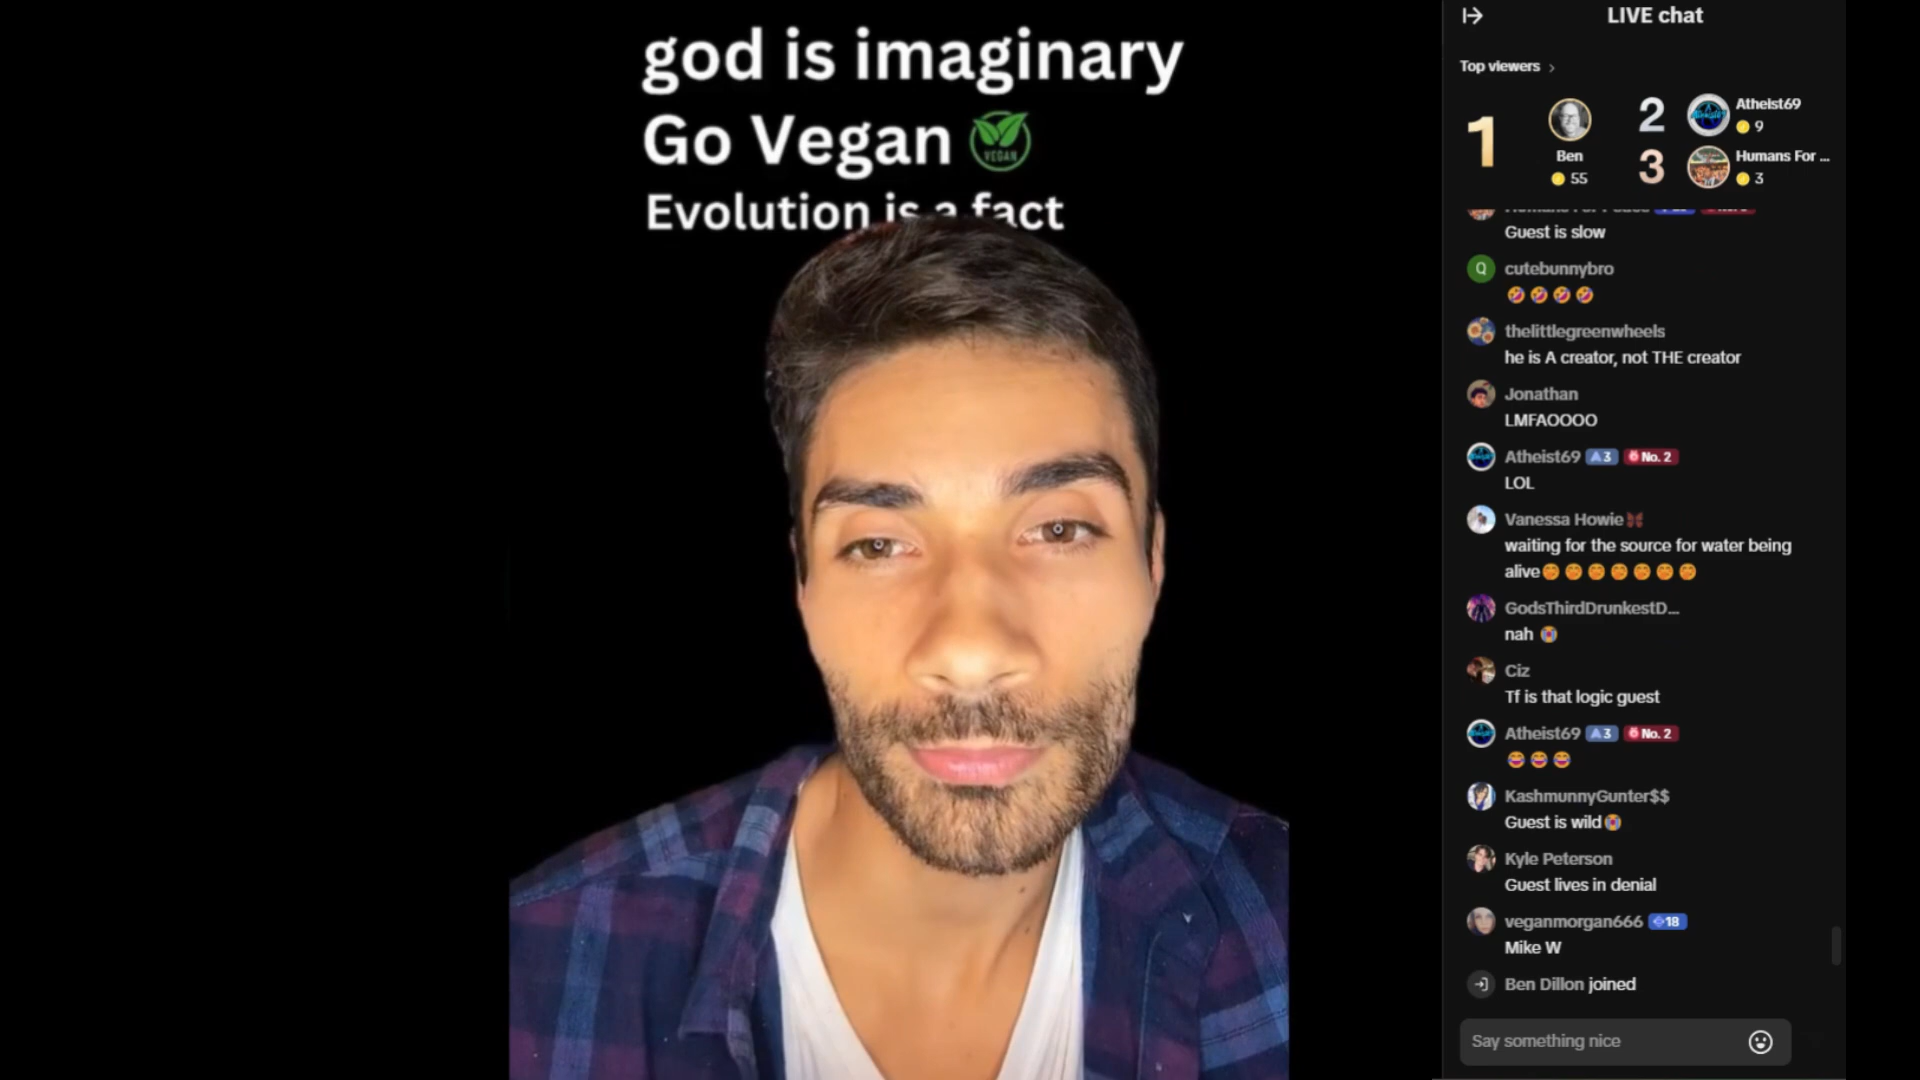 god is imaginary
Go Vegan
VEGAN
Evolution is a fact
LIVE chat
Top viewers
1
Ben
55
2
Atheist69
9
3
Humans For ...
3
Guest is slow
Q
cutebunnybro
thelittlegreenwheels
he is A creator, not THE creator
Jonathan
LMFAOOOO
Atheist69 3 No. 2
LOL
Vanessa Howie
waiting for the source for water being
alive
GodsThirdDrunkestD...
nah
Ciz
Tf is that logic guest
Atheist69 3 No. 2
KashmunnyGunter$$
Guest is wild
Kyle Peterson
Guest lives in denial
veganmorgan666 18
Mike W
Ben Dillon joined
Say something nice